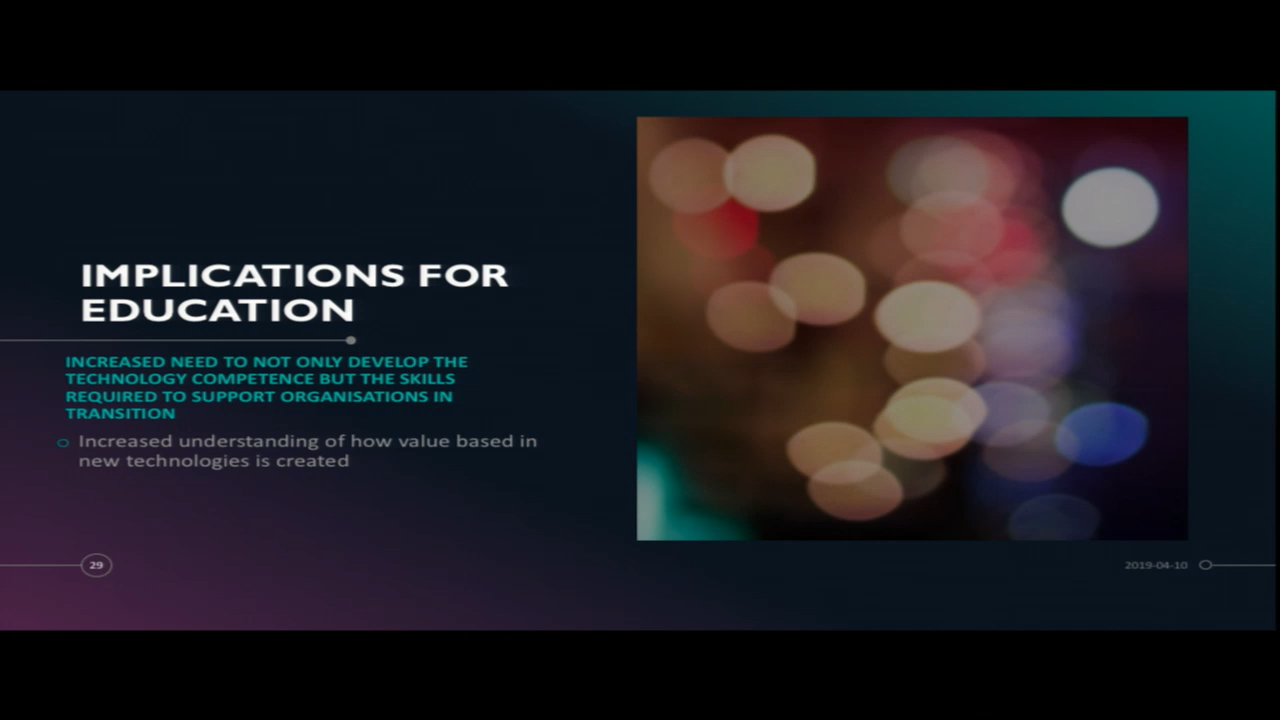 IMPLICATIONS FOR
EDUCATION
INCREASED NEED TO NOT ONLY DEVELOP THE
TECHNOLOGY COMPETENCE BUT THE SKILLS
REQUIRED TO SUPPORT ORGANISATIONS IN
TRANSITION
Increased understanding of how value based in
new technologies is created
29
2019-04-10